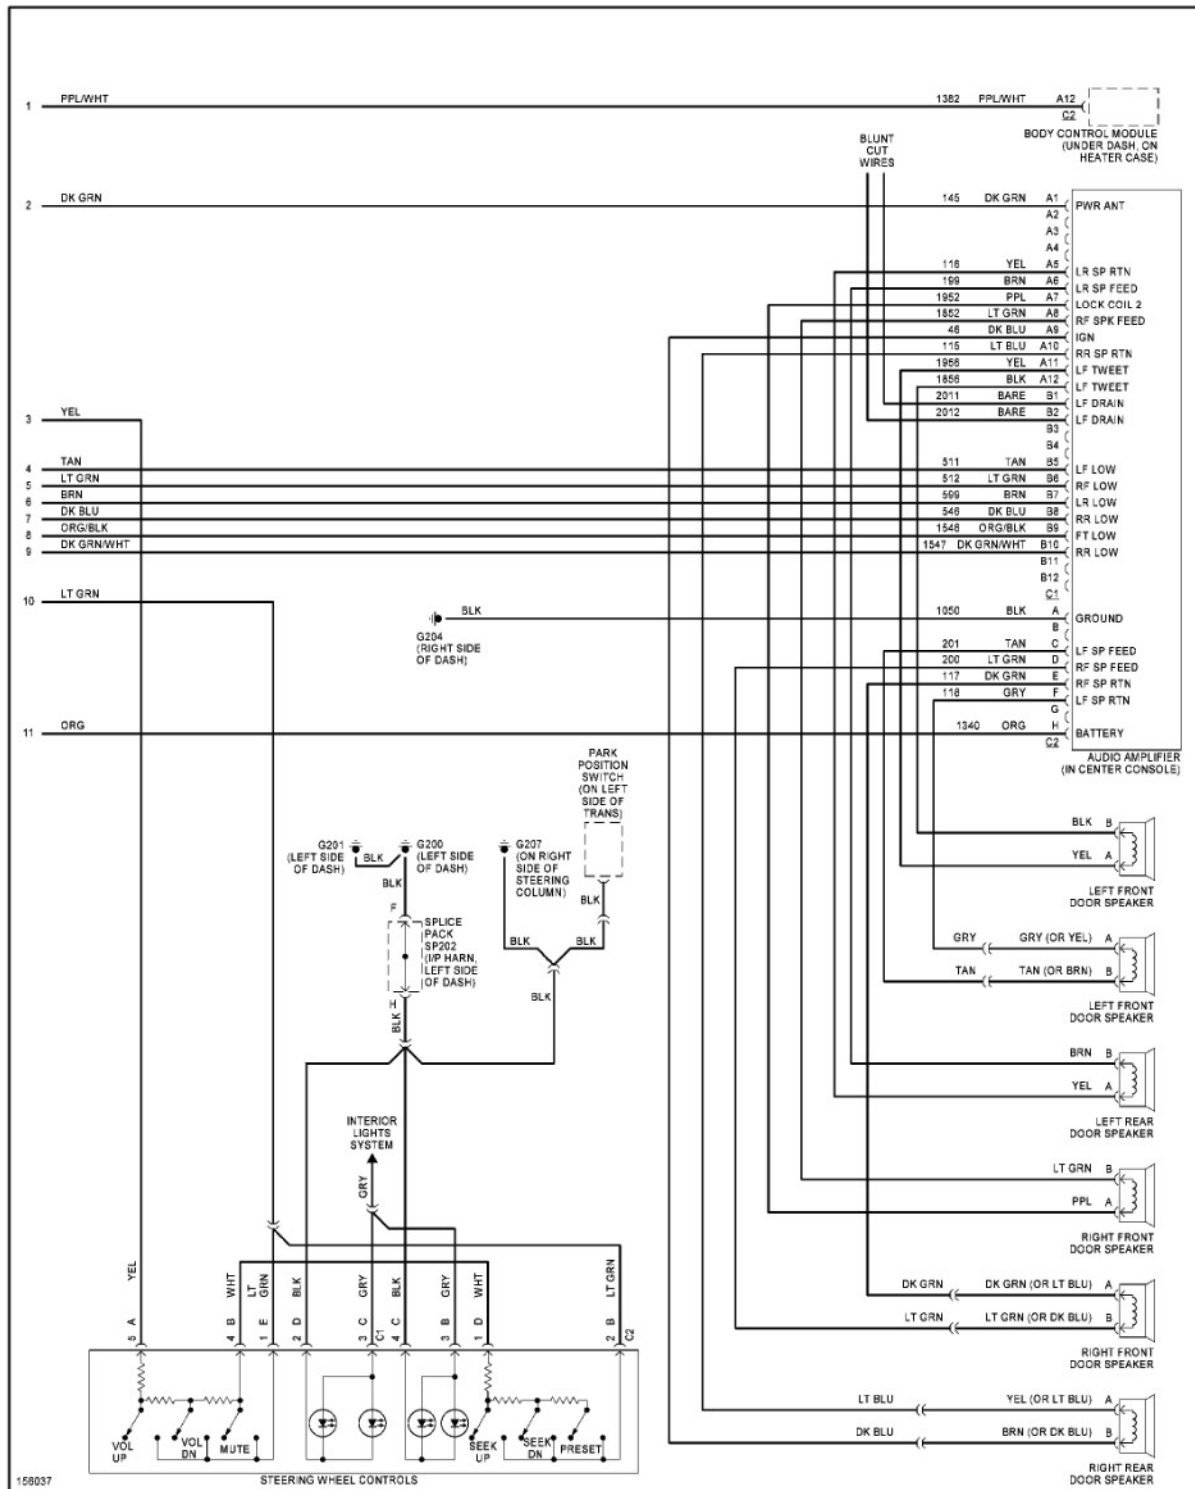 1 PPL/WHT 1382 PPL/WHT A12
C2
BODY CONTROL MODULE
(UNDER DASH, ON
HEATER CASE)
BLUNT
CUT
WIRES
2 DK GRN 145 DK GRN A1 PWR ANT
A2
A3
A4
116 YEL A5 LR SP RTN
199 BRN A6 LR SP FEED
1952 PPL A7 LOCK COIL 2
1852 LT GRN A8 RF SPK FEED
46 DK BLU A9 IGN
115 LT BLU A10 RR SP RTN
1956 YEL A11 LF TWEET
1856 BLK A12 LF TWEET
2011 BARE B1 LF DRAIN
3 YEL 2012 BARE B2 LF DRAIN
B3
B4
4 TAN 511 TAN B5 LF LOW
5 LT GRN 512 LT GRN B6 RF LOW
6 BRN 599 BRN B7 LR LOW
7 DK BLU 546 DK BLU B8 RR LOW
8 ORG/BLK 1546 ORG/BLK B9 FT LOW
9 DK GRN/WHT 1547 DK GRN/WHT B10 RR LOW
B11
B12
C1
10 LT GRN
BLK 1050 BLK A GROUND
G204
(RIGHT SIDE
OF DASH)
B
201 TAN C LF SP FEED
200 LT GRN D RF SP FEED
117 DK GRN E RF SP RTN
118 GRY F LF SP RTN
G
11 ORG 1340 ORG H BATTERY
C2
AUDIO AMPLIFIER
(IN CENTER CONSOLE)
PARK
POSITION
SWITCH
(ON LEFT
SIDE OF
TRANS)
G201
(LEFT SIDE
OF DASH)
BLK
G200
(LEFT SIDE
OF DASH)
G207
(ON RIGHT
SIDE OF
STEERING
COLUMN)
BLK
BLK
F
SPLICE
PACK
SP202
(I/P HARN,
LEFT SIDE
OF DASH)
H
BLK
BLK BLK
BLK
BLK B
YEL A
LEFT FRONT
DOOR SPEAKER
GRY GRY (OR YEL) A
TAN TAN (OR BRN) B
LEFT FRONT
DOOR SPEAKER
BRN B
YEL A
LEFT REAR
DOOR SPEAKER
INTERIOR
LIGHTS
SYSTEM
GRY
LT GRN B
PPL A
RIGHT FRONT
DOOR SPEAKER
DK GRN DK GRN (OR LT BLU) A
LT GRN LT GRN (OR DK BLU) B
RIGHT FRONT
DOOR SPEAKER
YEL WHT LT GRN BLK GRY BLK GRY WHT LT GRN
5 A 4 B 1 E 2 D 3 C C1 4 C 3 B 1 D 2 B C2
LT BLU YEL (OR LT BLU) A
DK BLU BRN (OR DK BLU) B
RIGHT REAR
DOOR SPEAKER
VOL
UP
VOL
DN
MUTE
SEEK
UP
SEEK
DN
PRESET
STEERING WHEEL CONTROLS
156037